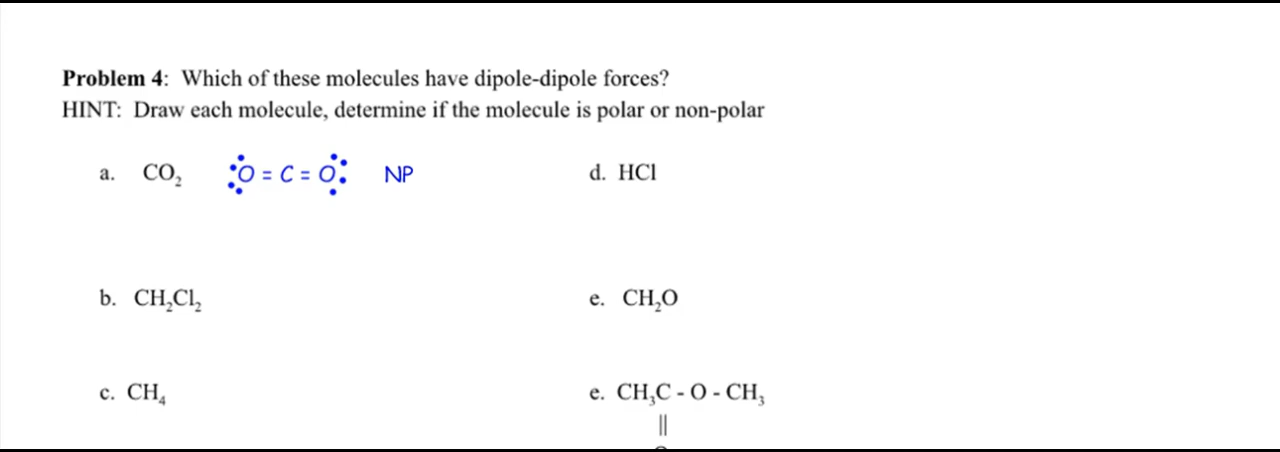 Problem 4: Which of these molecules have dipole-dipole forces?
HINT: Draw each molecule, determine if the molecule is polar or non-polar
a. CO₂ O = C = O NP
d. HCl
b. CH₂Cl₂
e. CH₂O
c. CH₄
e. CH₃C - O - CH₃
||